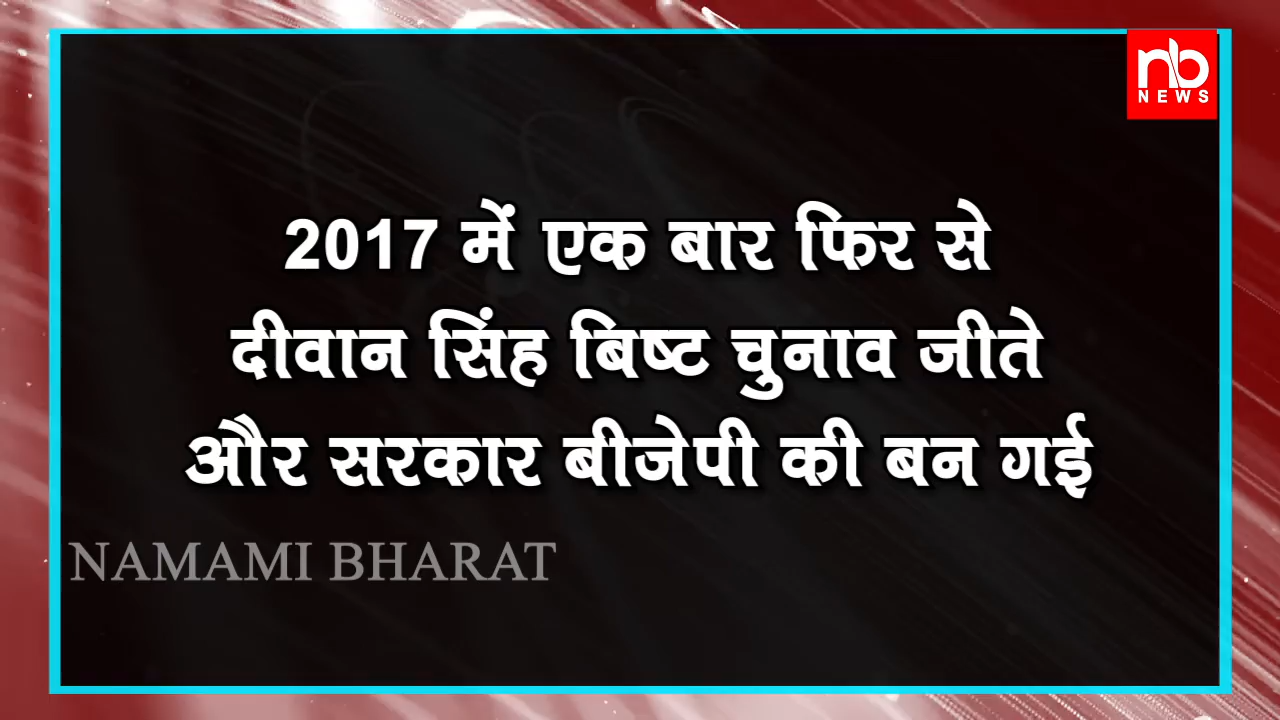 nb
NEWS
2017 में एक बार फिर से
दीवान सिंह बिष्ट चुनाव जीते
और सरकार बीजेपी की बन गई
NAMAMI BHARAT